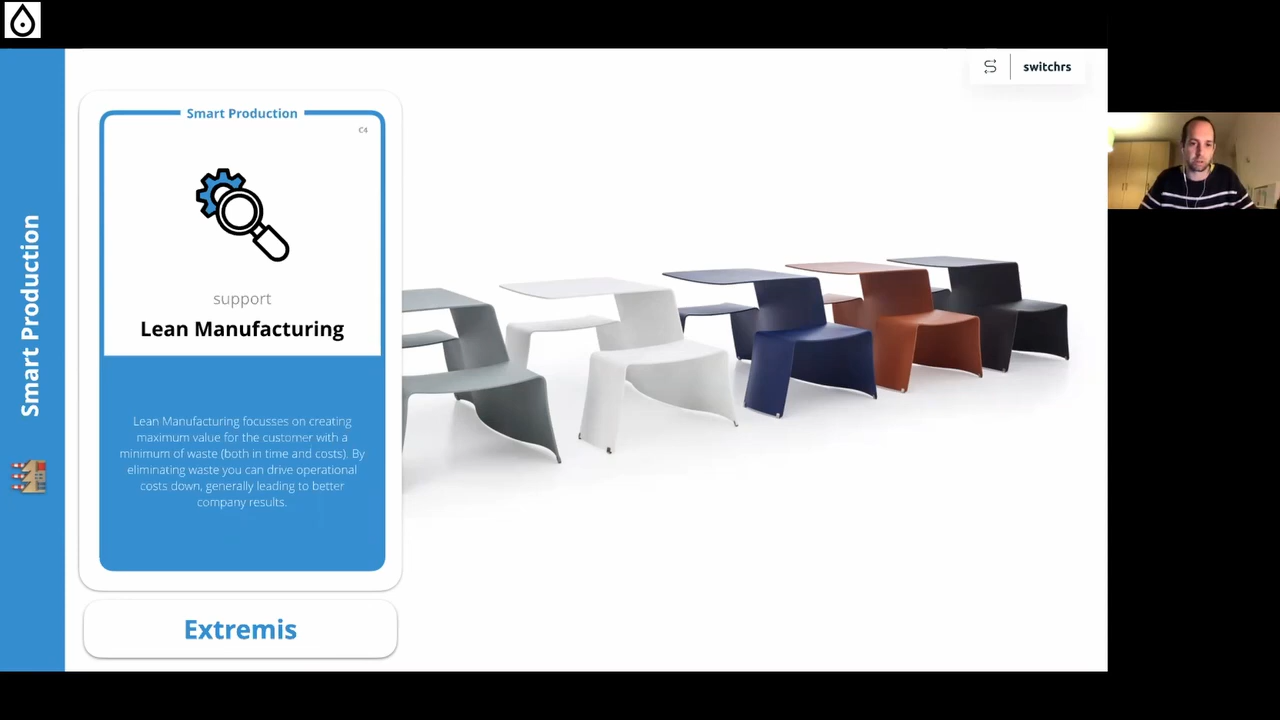 switchrs
Smart Production
Smart Production
C4
support
Lean Manufacturing
Lean Manufacturing focusses on creating
maximum value for the customer with a
minimum of waste (both in time and costs). By
eliminating waste you can drive operational
costs down, generally leading to better
company results.
Extremis